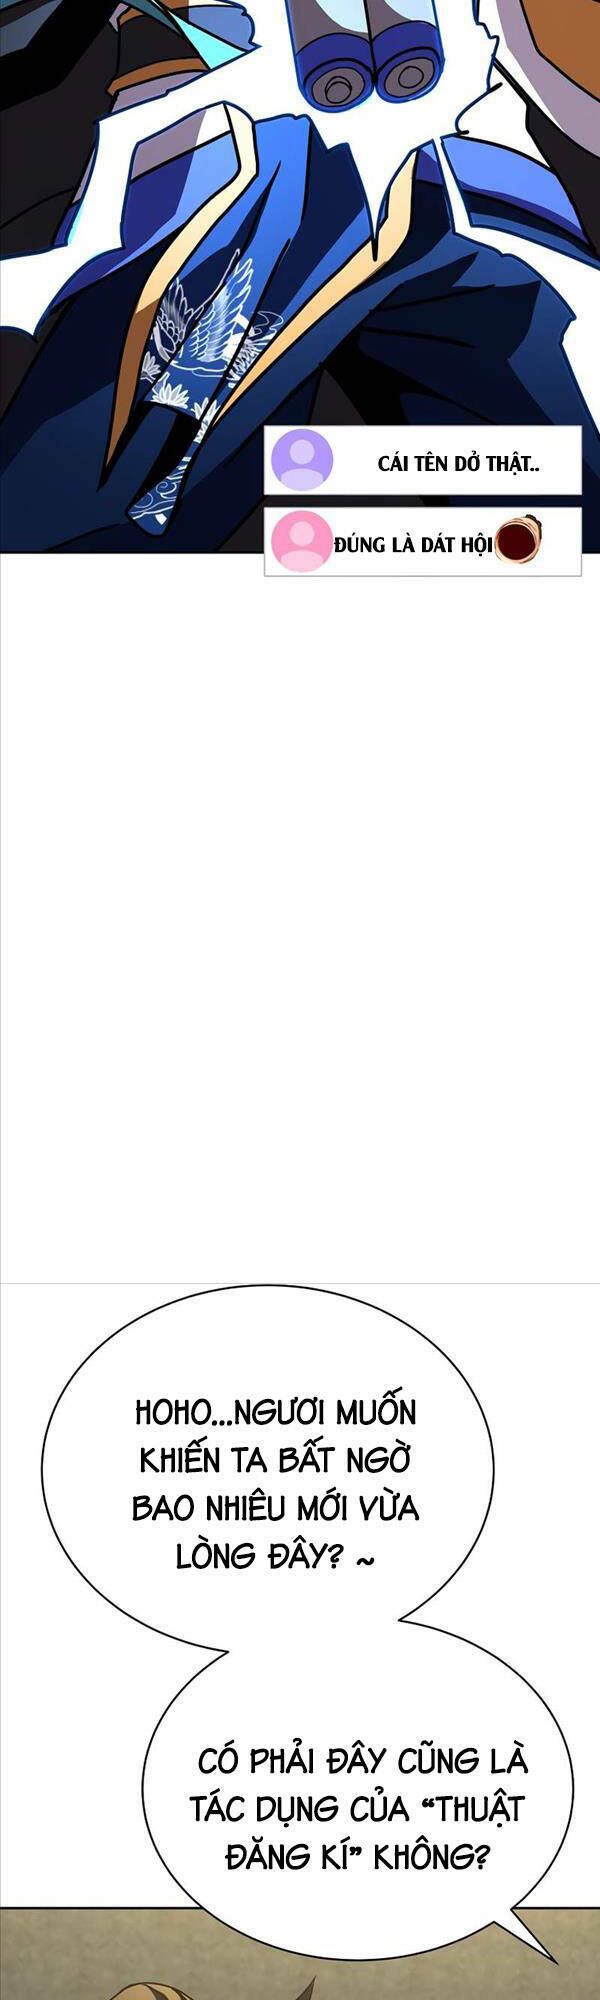 CÁI TÊN DỞ THẬT..
ĐÚNG LÀ DÁT HỘI
HOHO...NGƯƠI MUỐN
KHIẾN TA BẤT NGỜ
BAO NHIÊU MỚI VỪA
LÒNG ĐÂY? ~
CÓ PHẢI ĐÂY CŨNG LÀ
TÁC DỤNG CỦA “THUẬT
ĐĂNG KÍ” KHÔNG?